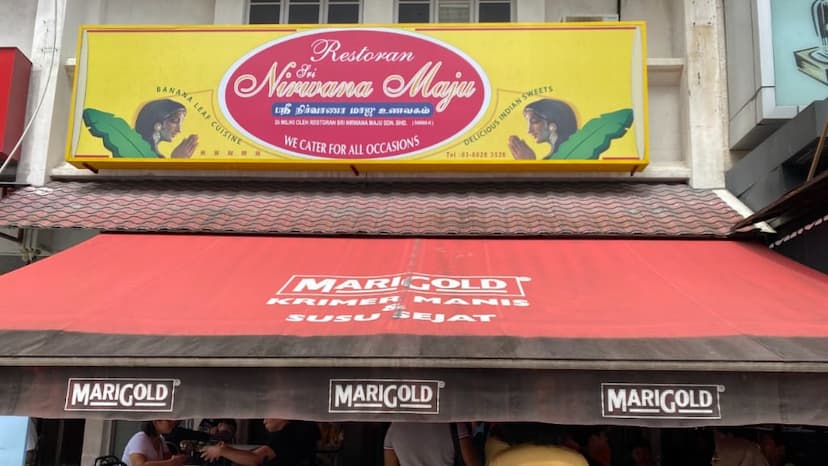 Restoran
Sri
Nirwana Maju
ஸ்ரீ நிர்வாணா மாஜு உணவகம்
DI MILIKI OLEH RESTORAN SRI NIRWANA MAJU SDN. BHD.
WE CATER FOR ALL OCCASIONS
BANANA LEAF CUISINE
DELICIOUS INDIAN SWEETS
MARIGOLD
KRIMER MANIS
&
SUSU SEJAT
MARIGOLD
MARIGOLD
MARIGOLD